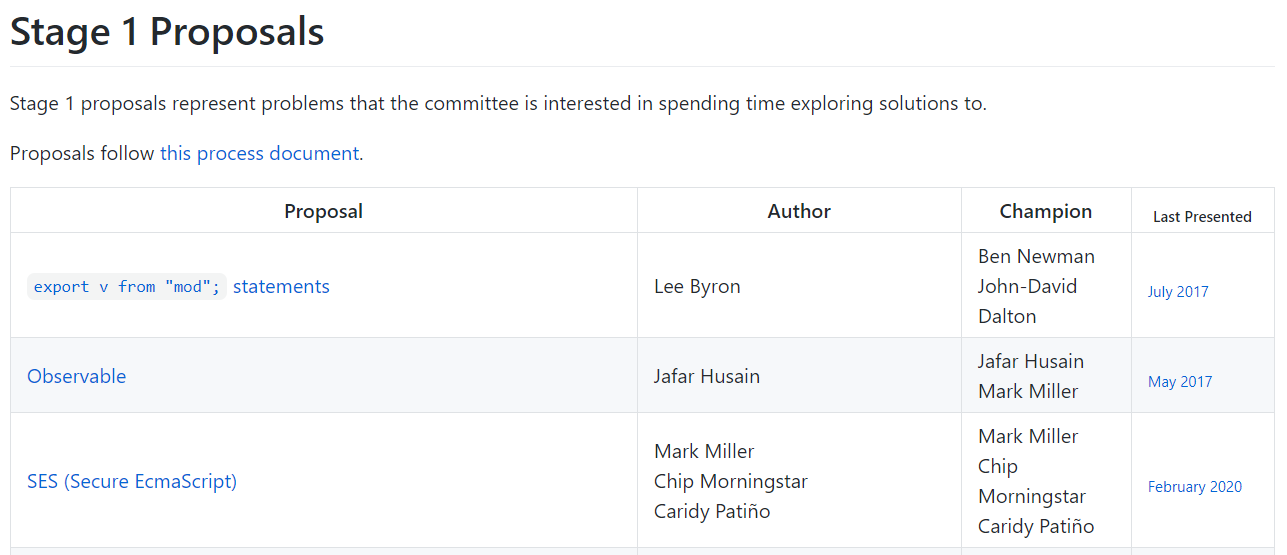 Stage 1 Proposals
Stage 1 proposals represent problems that the committee is interested in spending time exploring solutions to.
Proposals follow this process document.
Proposal Author Champion Last Presented
export v from "mod"; statements
Lee Byron
Ben Newman
John-David
Dalton
July 2017
Observable
Jafar Husain
Jafar Husain
Mark Miller
May 2017
SES (Secure EcmaScript)
Mark Miller
Chip Morningstar
Caridy Patiño
Mark Miller
Chip
Morningstar
Caridy Patiño
February 2020